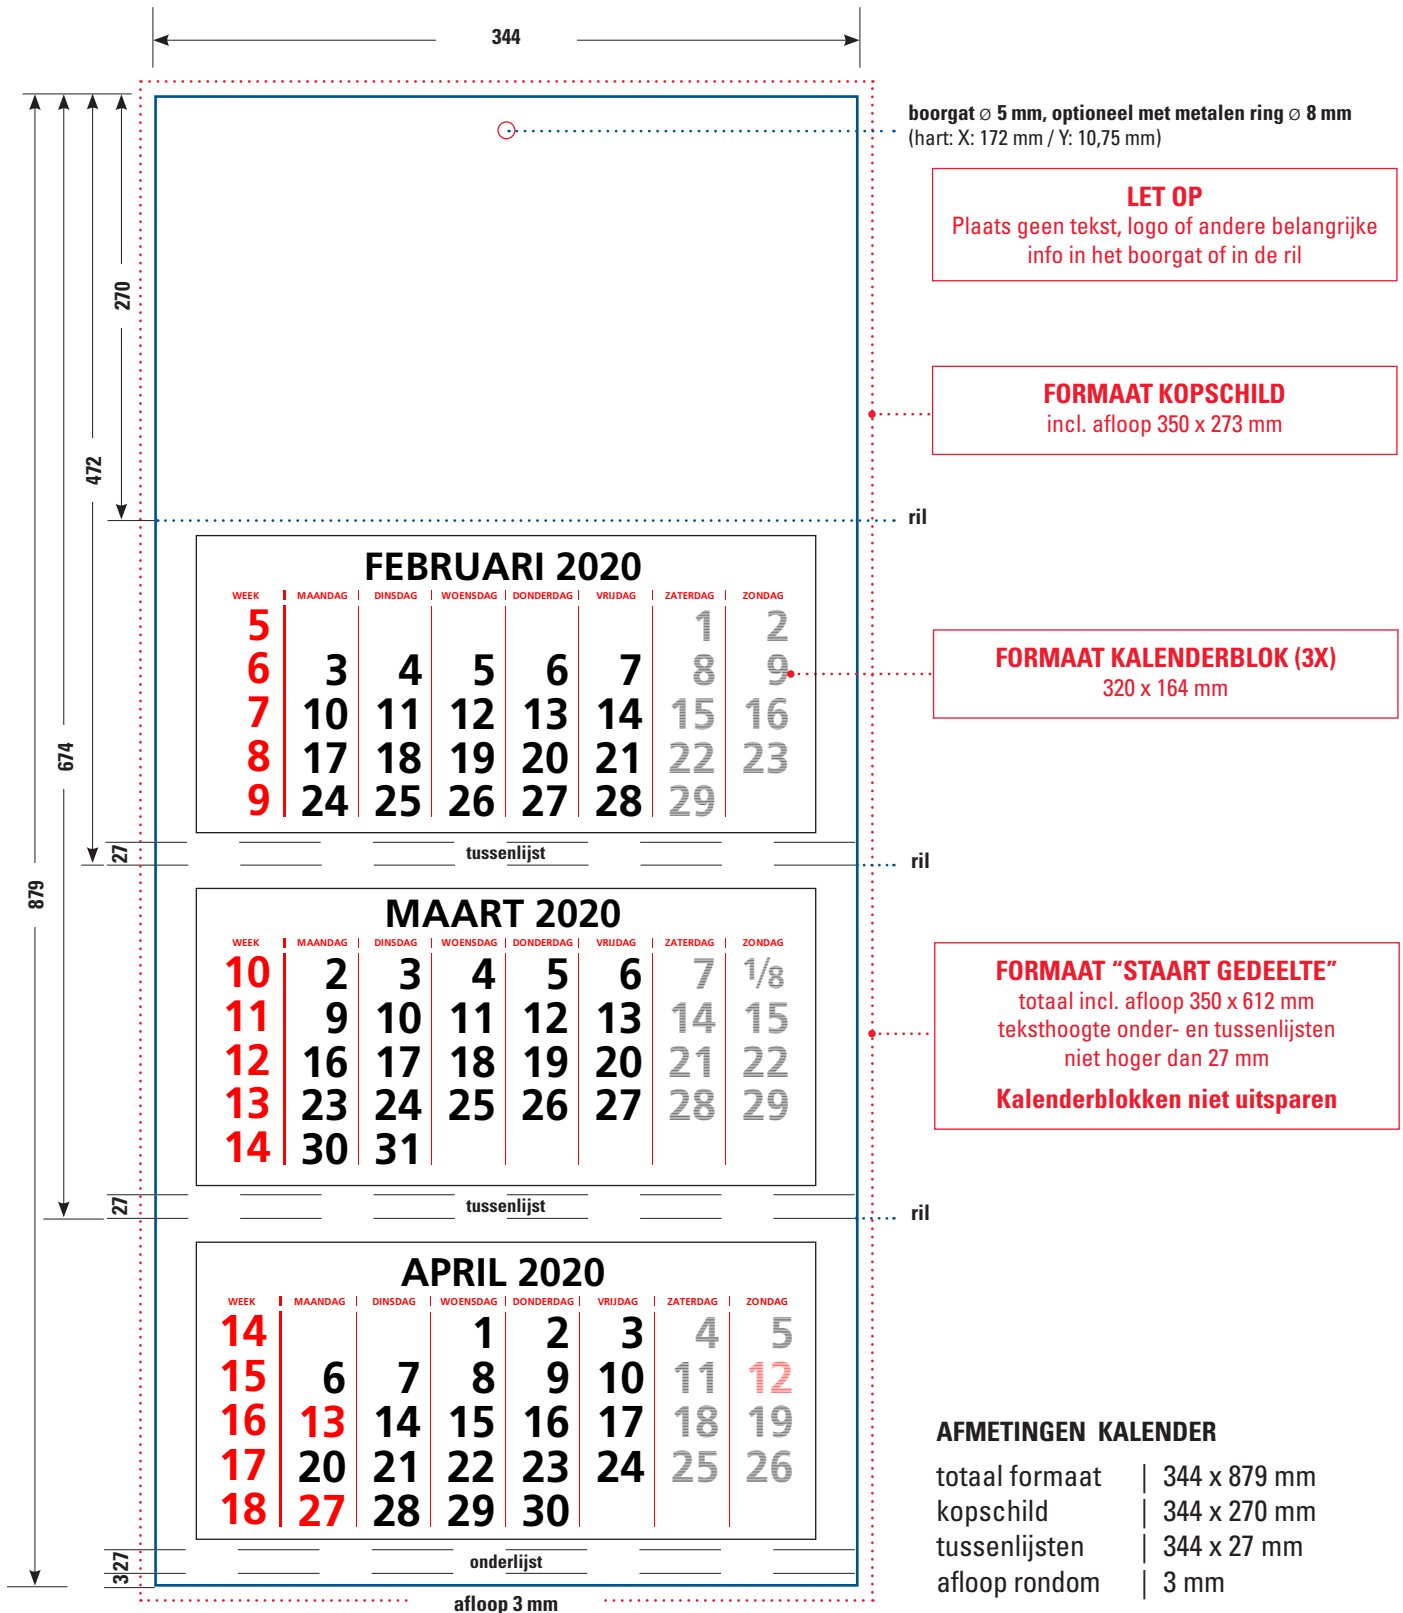 344
boorgat ∅ 5 mm, optioneel met metalen ring ∅ 8 mm
(hart: X: 172 mm / Y: 10,75 mm)
LET OP
Plaats geen tekst, logo of andere belangrijke
info in het boorgat of in de ril
270
472
674
879
FORMAAT KOPSCHILD
incl. afloop 350 x 273 mm
ril
FEBRUARI 2020
WEEK MAANDAG DINSDAG WOENSDAG DONDERDAG VRIJDAG ZATERDAG ZONDAG
5 1 2
6 3 4 5 6 7 8 9
7 10 11 12 13 14 15 16
8 17 18 19 20 21 22 23
9 24 25 26 27 28 29
FORMAAT KALENDERBLOK (3X)
320 x 164 mm
27
tussenlijst
ril
MAART 2020
WEEK MAANDAG DINSDAG WOENSDAG DONDERDAG VRIJDAG ZATERDAG ZONDAG
10 2 3 4 5 6 7 1/8
11 9 10 11 12 13 14 15
12 16 17 18 19 20 21 22
13 23 24 25 26 27 28 29
14 30 31
FORMAAT “STAART GEDEELTE”
totaal incl. afloop 350 x 612 mm
teksthoogte onder- en tussenlijsten
niet hoger dan 27 mm
Kalenderblokken niet uitsparen
27
tussenlijst
ril
APRIL 2020
WEEK MAANDAG DINSDAG WOENSDAG DONDERDAG VRIJDAG ZATERDAG ZONDAG
14 1 2 3 4 5
15 6 7 8 9 10 11 12
16 13 14 15 16 17 18 19
17 20 21 22 23 24 25 26
18 27 28 29 30
27
3
onderlijst
afloop 3 mm
AFMETINGEN KALENDER
totaal formaat | 344 x 879 mm
kopschild | 344 x 270 mm
tussenlijsten | 344 x 27 mm
afloop rondom | 3 mm